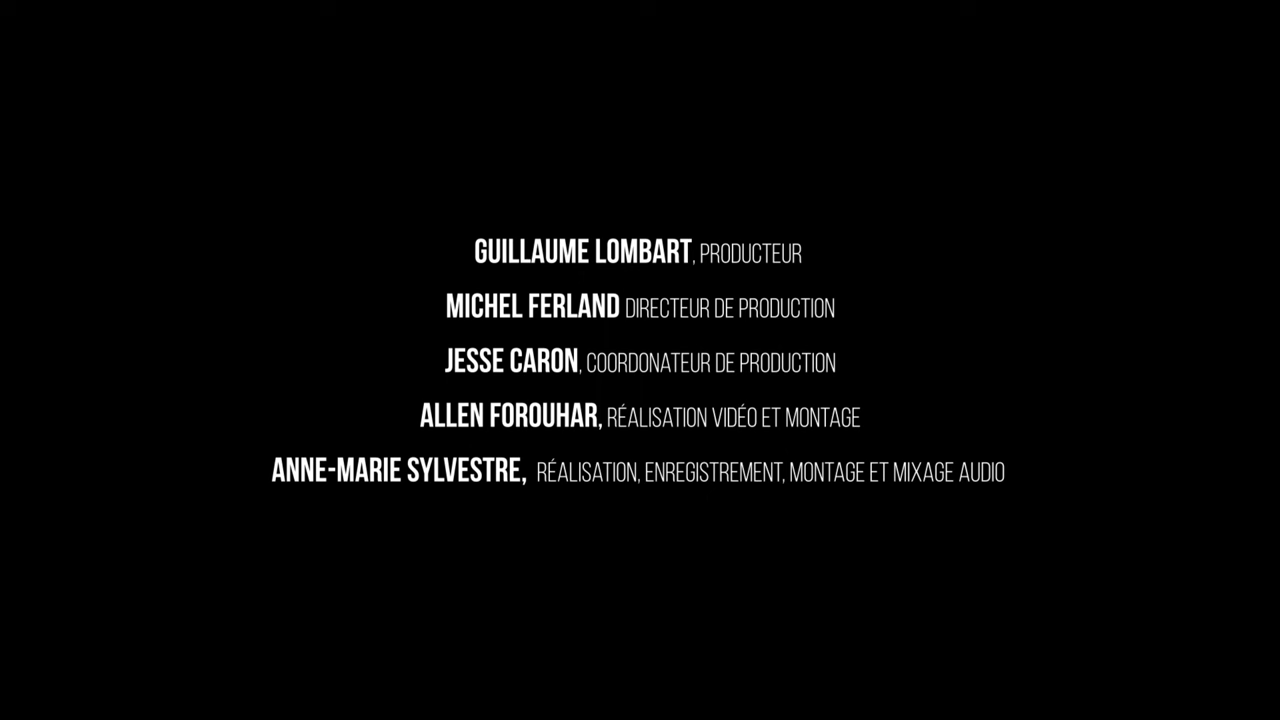 GUILLAUME LOMBART, PRODUCTEUR
MICHEL FERLAND DIRECTEUR DE PRODUCTION
JESSE CARON, COORDONATEUR DE PRODUCTION
ALLEN FOROUHAR, RÉALISATION VIDÉO ET MONTAGE
ANNE-MARIE SYLVESTRE, RÉALISATION, ENREGISTREMENT, MONTAGE ET MIXAGE AUDIO